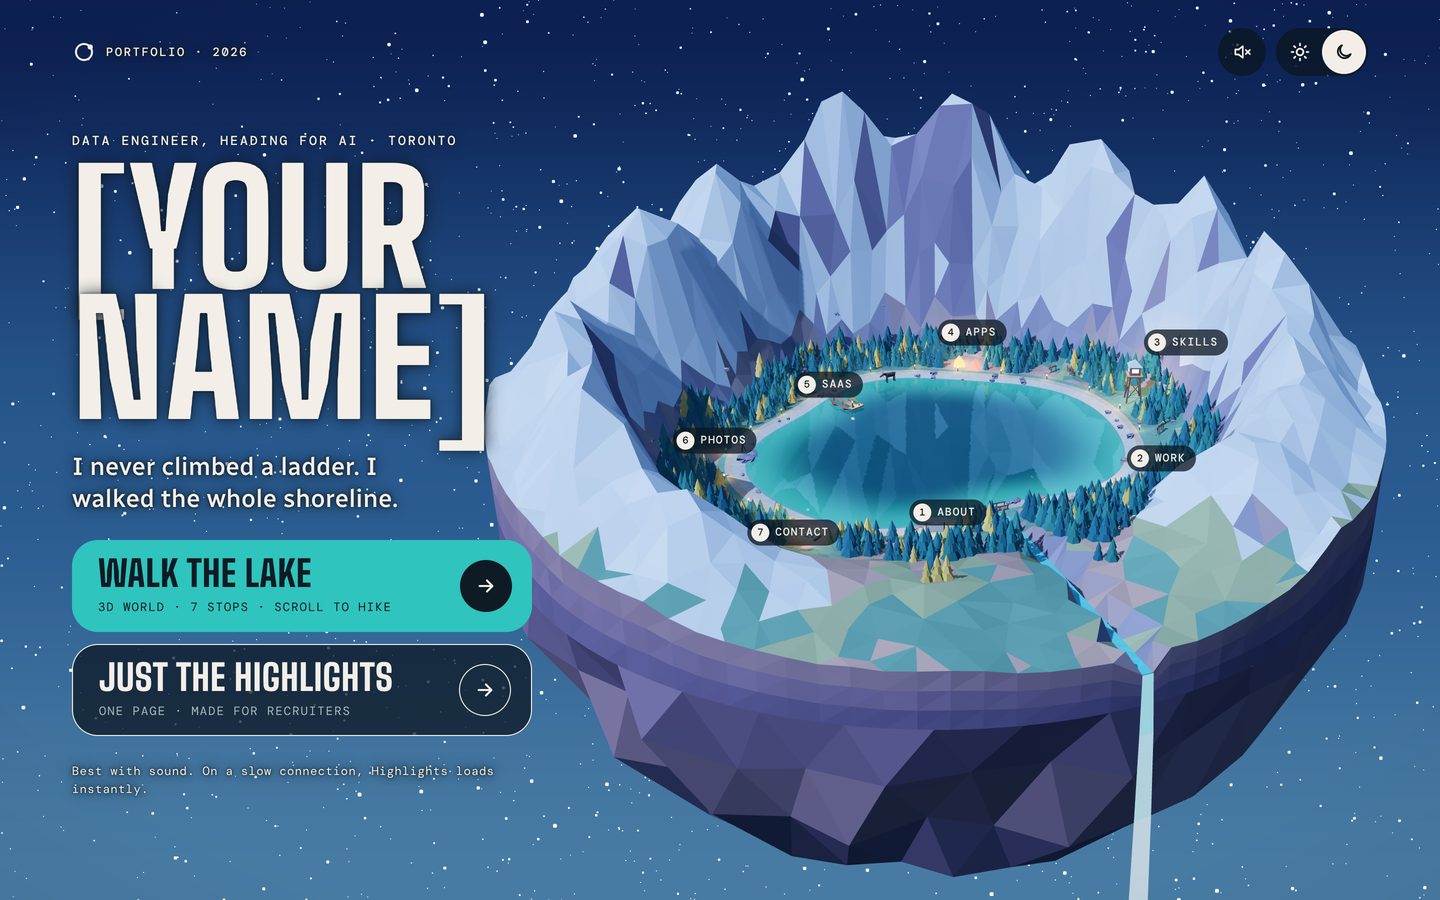 PORTFOLIO · 2026
DATA ENGINEER, HEADING FOR AI · TORONTO
[YOUR
NAME]
I never climbed a ladder. I
walked the whole shoreline.
WALK THE LAKE
3D WORLD · 7 STOPS · SCROLL TO HIKE
JUST THE HIGHLIGHTS
ONE PAGE · MADE FOR RECRUITERS
Best with sound. On a slow connection, Highlights loads
instantly.
4 APPS
3 SKILLS
5 SAAS
6 PHOTOS
2 WORK
1 ABOUT
7 CONTACT